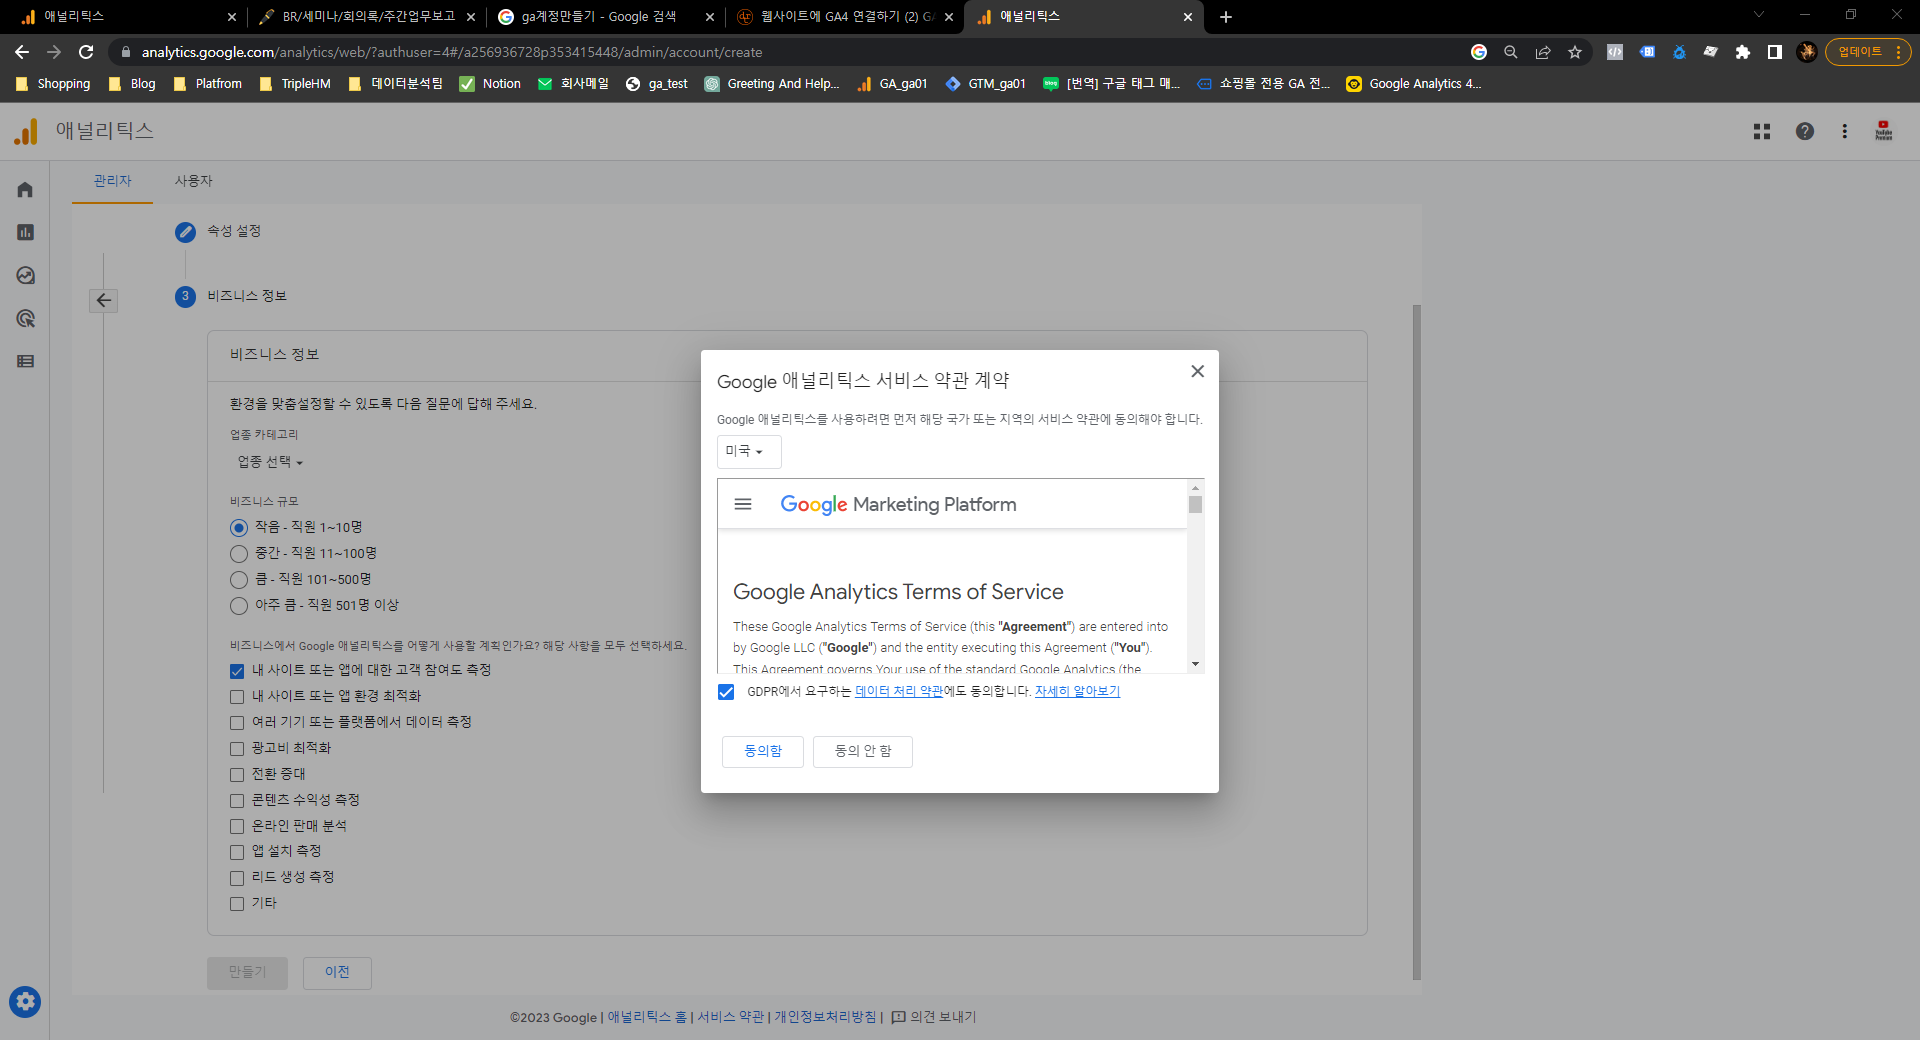 애널리틱스
BR/세미나/회의록/주간업무보고
ga계정만들기 - Google 검색
웹사이트에 GA4 연결하기 (2) GA
애널리틱스
analytics.google.com/analytics/web/?authuser=4#/a256936728p353415448/admin/account/create
업데이트
Shopping
Blog
Platfrom
TripleHM
데이터분석팀
Notion
회사메일
ga_test
Greeting And Help...
GA_ga01
GTM_ga01
[번역] 구글 태그 매...
쇼핑몰 전용 GA 전...
Google Analytics 4...
애널리틱스
관리자
사용자
속성 설정
3 비즈니스 정보
비즈니스 정보
환경을 맞춤설정할 수 있도록 다음 질문에 답해 주세요.
업종 카테고리
업종 선택
비즈니스 규모
작음 - 직원 1~10명
중간 - 직원 11~100명
큼 - 직원 101~500명
아주 큼 - 직원 501명 이상
비즈니스에서 Google 애널리틱스를 어떻게 사용할 계획인가요? 해당 사항을 모두 선택하세요.
내 사이트 또는 앱에 대한 고객 참여도 측정
내 사이트 또는 앱 환경 최적화
여러 기기 또는 플랫폼에서 데이터 측정
광고비 최적화
전환 증대
콘텐츠 수익성 측정
온라인 판매 분석
앱 설치 측정
리드 생성 측정
기타
만들기
이전
Google 애널리틱스 서비스 약관 계약
Google 애널리틱스를 사용하려면 먼저 해당 국가 또는 지역의 서비스 약관에 동의해야 합니다.
미국
Google Marketing Platform
Google Analytics Terms of Service
These Google Analytics Terms of Service (this "Agreement") are entered into
by Google LLC ("Google") and the entity executing this Agreement ("You").
This Agreement governs Your use of the standard Google Analytics (the
GDPR에서 요구하는 데이터 처리 약관에도 동의합니다. 자세히 알아보기
동의함
동의 안 함
©2023 Google | 애널리틱스 홈 | 서비스 약관 | 개인정보처리방침 | 의견 보내기